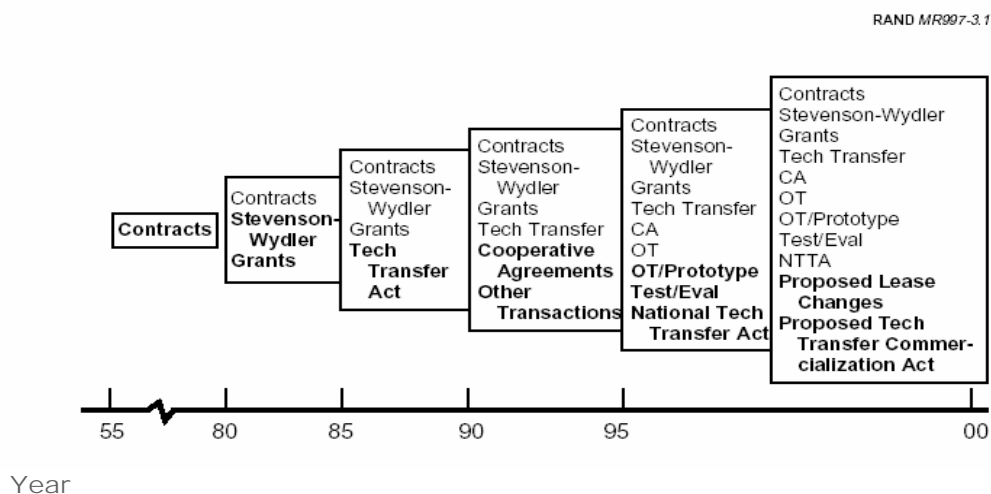 RAND MR997-3.1
Contracts
Contracts
Stevenson-
Wydler
Grants
Contracts
Stevenson-
Wydler
Grants
Tech
Transfer
Act
Contracts
Stevenson-
Wydler
Grants
Tech Transfer
Cooperative
Agreements
Other
Transactions
Contracts
Stevenson-
Wydler
Grants
Tech Transfer
CA
OT
OT/Prototype
Test/Eval
National Tech
Transfer Act
Contracts
Stevenson-Wydler
Grants
Tech Transfer
CA
OT
OT/Prototype
Test/Eval
NTTA
Proposed Lease
Changes
Proposed Tech
Transfer Commer-
cialization Act
55 80 85 90 95 00
Year